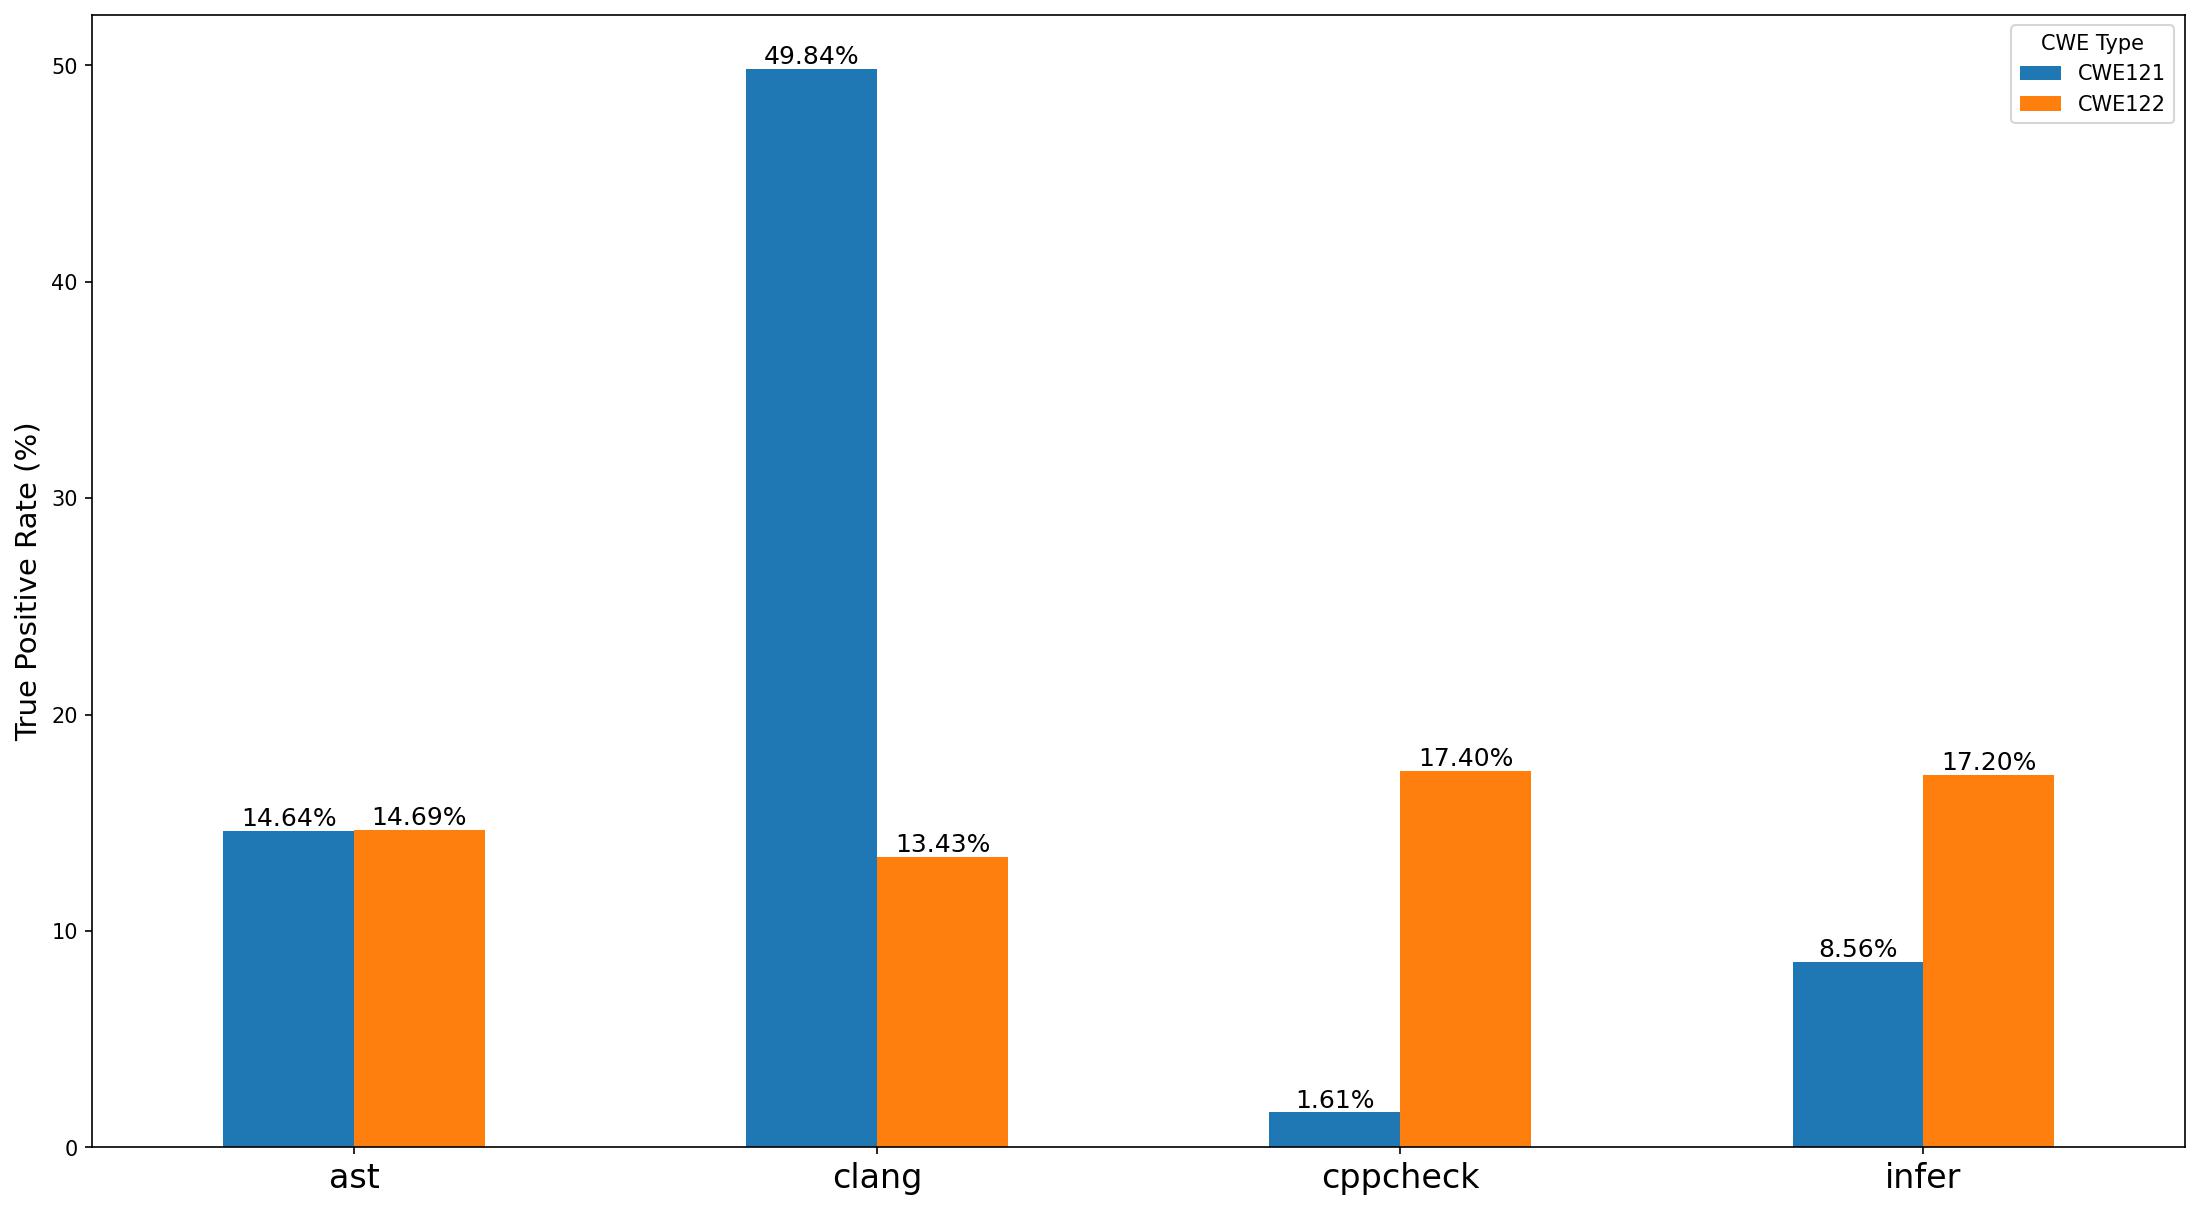 CWE Type
CWE121
CWE122
True Positive Rate (%)
50
40
30
20
10
0
14.64%
14.69%
49.84%
13.43%
1.61%
17.40%
8.56%
17.20%
ast
clang
cppcheck
infer